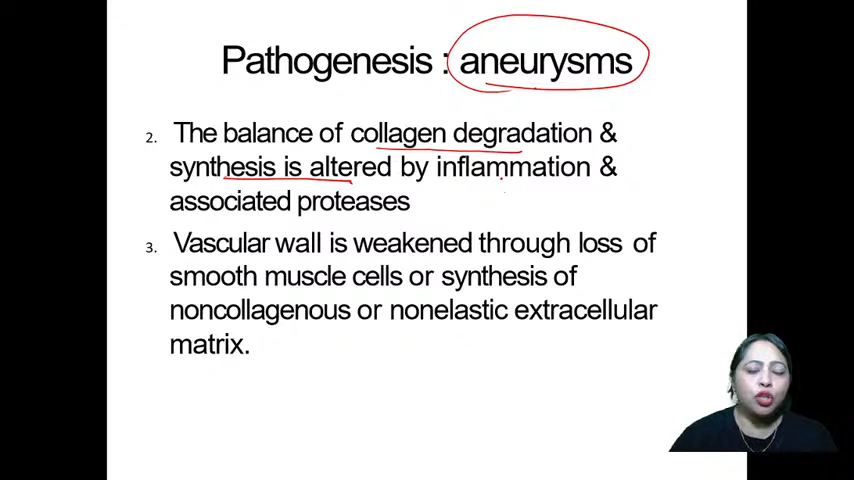 Pathogenesis : aneurysms
2. The balance of collagen degradation &
synthesis is altered by inflammation &
associated proteases
3. Vascular wall is weakened through loss of
smooth muscle cells or synthesis of
noncollagenous or nonelastic extracellular
matrix.